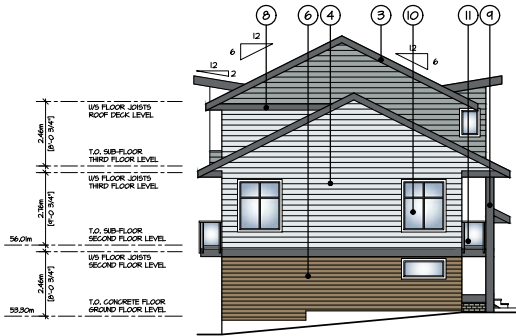 8 6 4 3 10 11 9
12
6
12
6
12
2
U/S FLOOR JOISTS
ROOF DECK LEVEL
2.46m
[8'-0 3/4"]
T.O. SUB-FLOOR
THIRD FLOOR LEVEL
U/S FLOOR JOISTS
THIRD FLOOR LEVEL
2.76m
[9'-0 3/4"]
T.O. SUB-FLOOR
56.01m SECOND FLOOR LEVEL
U/S FLOOR JOISTS
SECOND FLOOR LEVEL
2.46m
[8'-0 3/4"]
T.O. CONCRETE FLOOR
53.30m GROUND FLOOR LEVEL